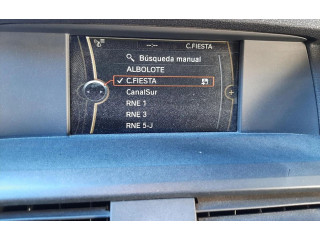 --:-- C.FIESTA
Búsqueda manual
ALBOLOTE
✓ C.FIESTA
CanalSur
RNE 1
RNE 3
RNE 5-J
+